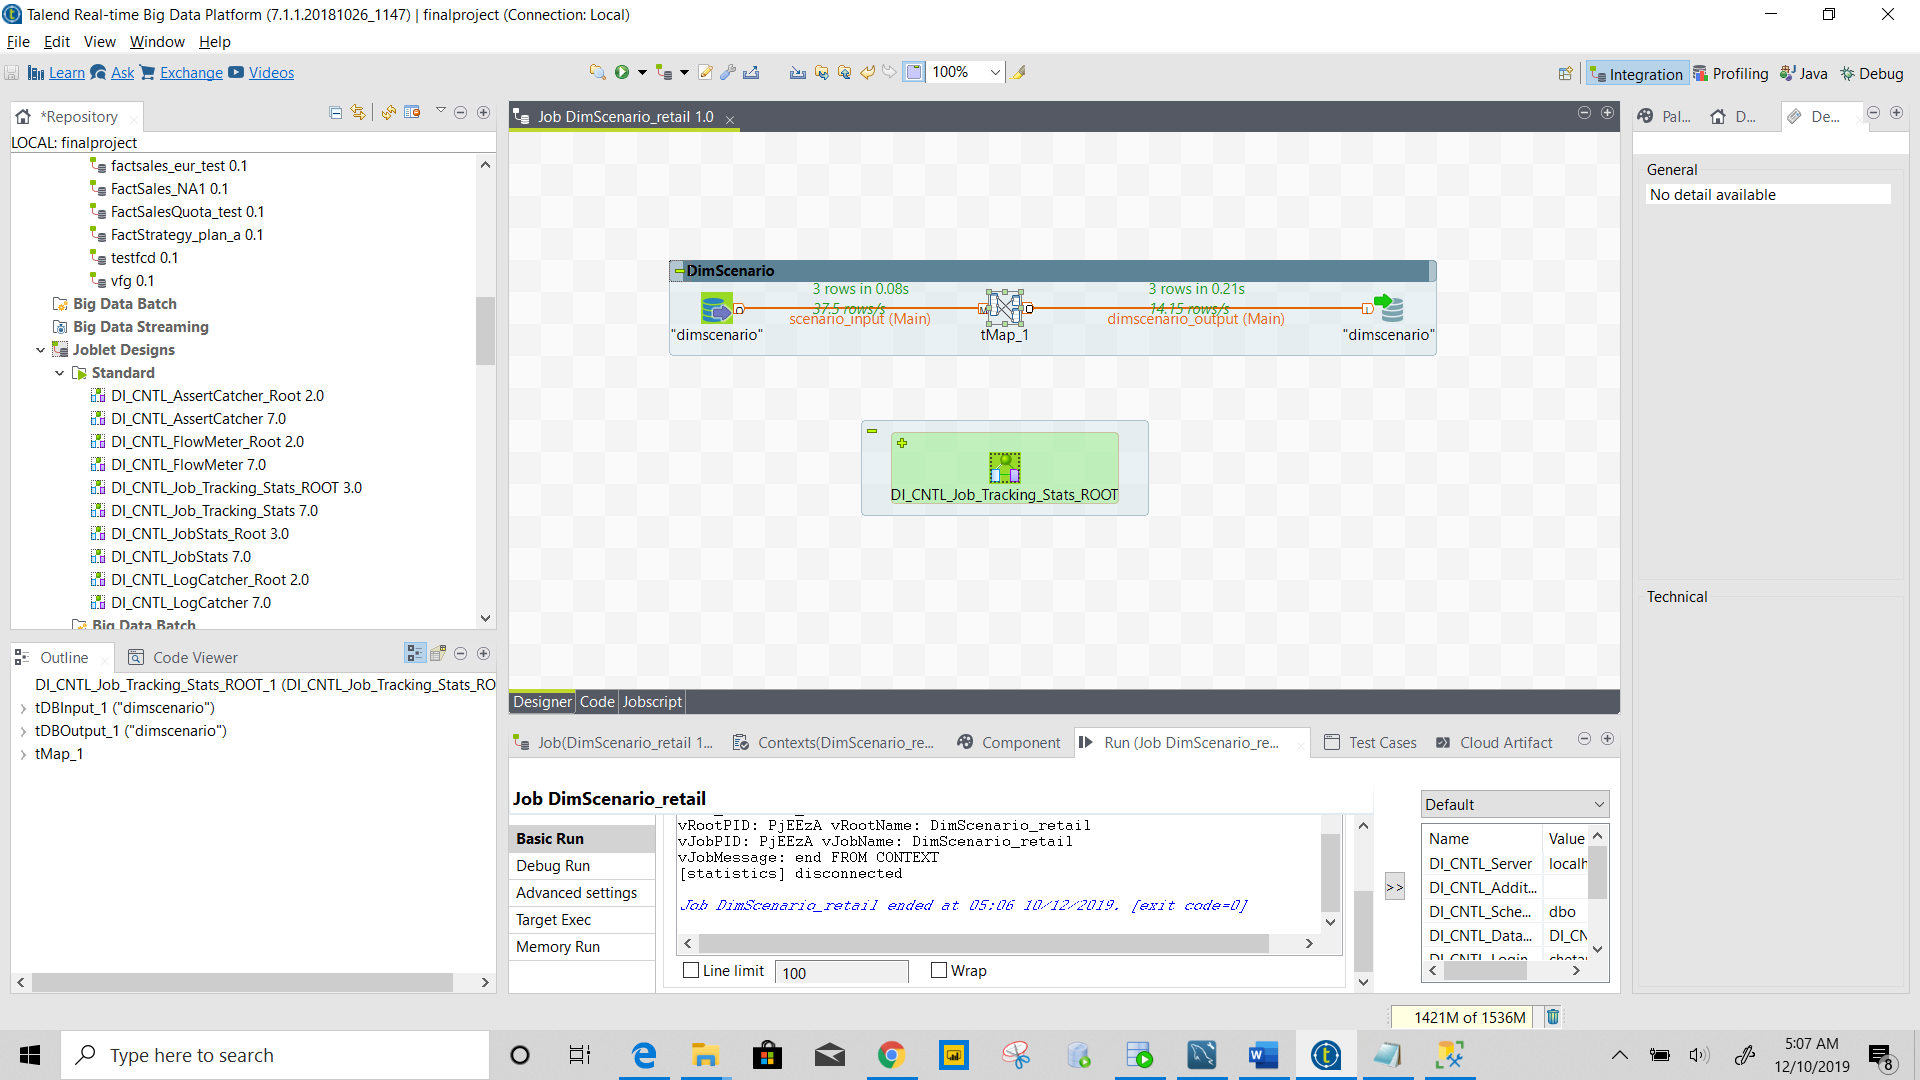 Talend Real-time Big Data Platform (7.1.1.20181026_1147) | finalproject (Connection: Local)
File Edit View Window Help
Learn Ask Exchange Videos
100%
Integration Profiling Java Debug
*Repository
LOCAL: finalproject
factsales_eur_test 0.1
FactSales_NA1 0.1
FactSalesQuota_test 0.1
FactStrategy_plan_a 0.1
testfcd 0.1
vfg 0.1
Big Data Batch
Big Data Streaming
Joblet Designs
Standard
DI_CNTL_AssertCatcher_Root 2.0
DI_CNTL_AssertCatcher 7.0
DI_CNTL_FlowMeter_Root 2.0
DI_CNTL_FlowMeter 7.0
DI_CNTL_Job_Tracking_Stats_ROOT 3.0
DI_CNTL_Job_Tracking_Stats 7.0
DI_CNTL_JobStats_Root 3.0
DI_CNTL_JobStats 7.0
DI_CNTL_LogCatcher_Root 2.0
DI_CNTL_LogCatcher 7.0
Big Data Batch
Outline Code Viewer
DI_CNTL_Job_Tracking_Stats_ROOT_1 (DI_CNTL_Job_Tracking_Stats_RO
tDBInput_1 ("dimscenario")
tDBOutput_1 ("dimscenario")
tMap_1
Job DimScenario_retail 1.0
DimScenario
3 rows in 0.08s 3 rows in 0.21s
37.5 rows/s 14.15 rows/s
scenario_input (Main) dimscenario_output (Main)
"dimscenario" tMap_1 "dimscenario"
DI_CNTL_Job_Tracking_Stats_ROOT
Designer Code Jobscript
Job(DimScenario_retail 1... Contexts(DimScenario_re... Component Run (Job DimScenario_re... Test Cases Cloud Artifact
Job DimScenario_retail
Basic Run
Debug Run
Advanced settings
Target Exec
Memory Run
vRootPID: PjEEzA vRootName: DimScenario_retail
vJobPID: PjEEzA vJobName: DimScenario_retail
vJobMessage: end FROM CONTEXT
[statistics] disconnected
Job DimScenario_retail ended at 05:06 10/12/2019. [exit code=0]
Line limit 100 Wrap
>>
Default
Name Value
DI_CNTL_Server localh
DI_CNTL_Addit...
DI_CNTL_Sche... dbo
DI_CNTL_Data... DI_CN
DI_CNTL_Login
Pal... D... De...
General
No detail available
Technical
1421M of 1536M
Type here to search
5:07 AM
12/10/2019
8